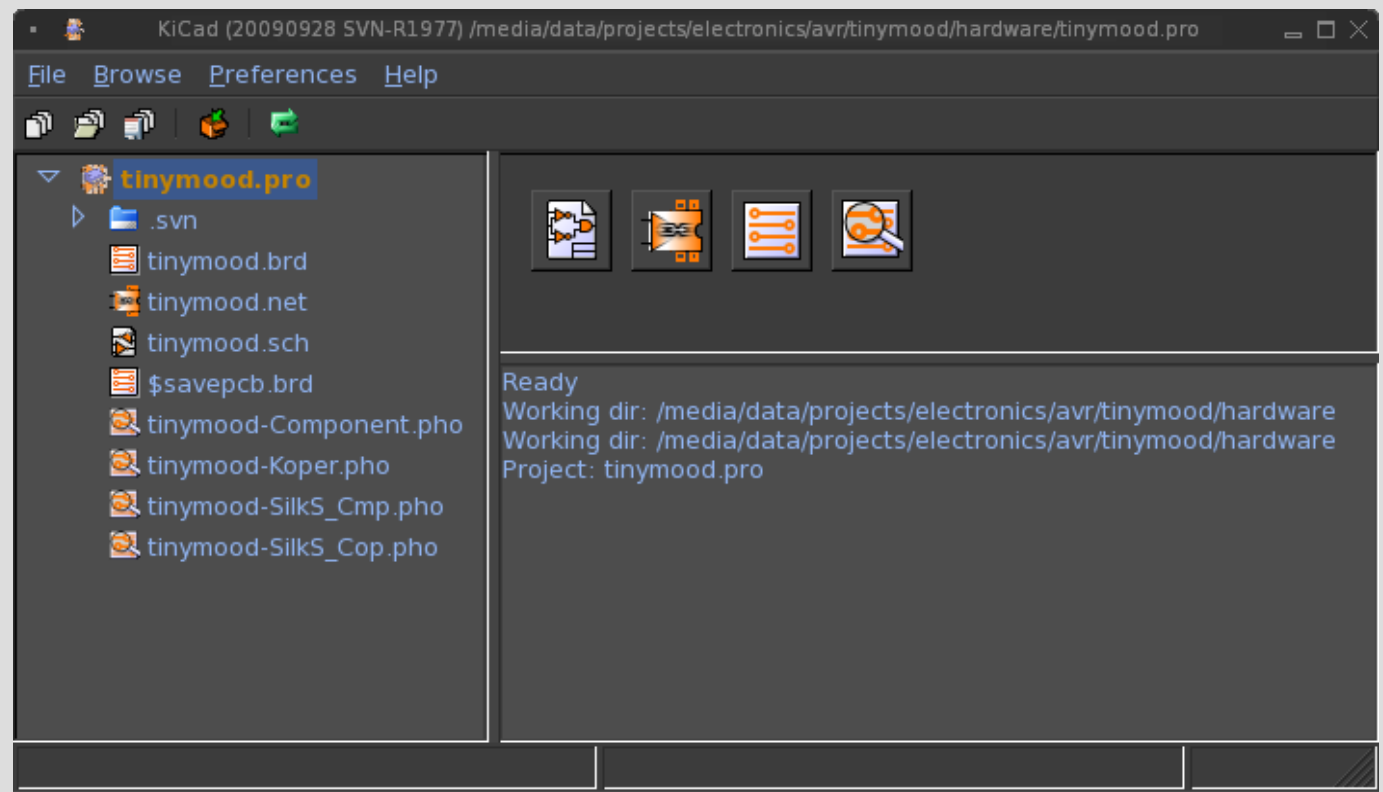 KiCad (20090928 SVN-R1977) /media/data/projects/electronics/avr/tinymood/hardware/tinymood.pro
File Browse Preferences Help
tinymood.pro
.svn
tinymood.brd
tinymood.net
tinymood.sch
$savepcb.brd
tinymood-Component.pho
tinymood-Koper.pho
tinymood-SilkS_Cmp.pho
tinymood-SilkS_Cop.pho
Ready
Working dir: /media/data/projects/electronics/avr/tinymood/hardware
Working dir: /media/data/projects/electronics/avr/tinymood/hardware
Project: tinymood.pro